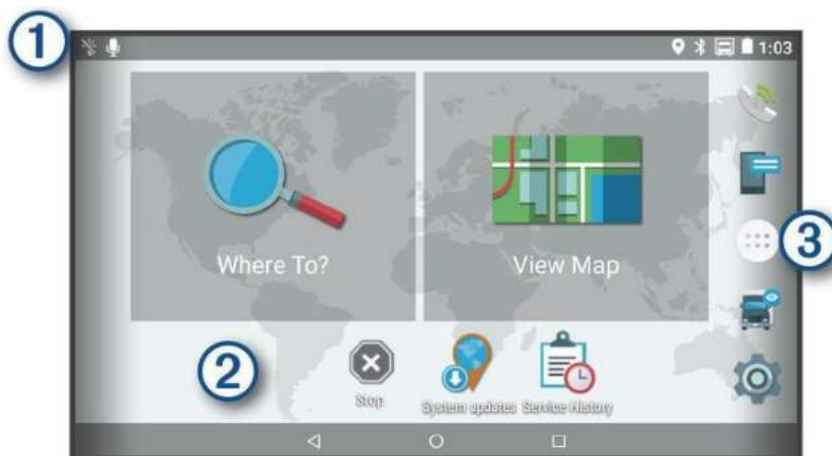 1
1:03
Where To?
View Map
3
2
Stop
System updates
Service History